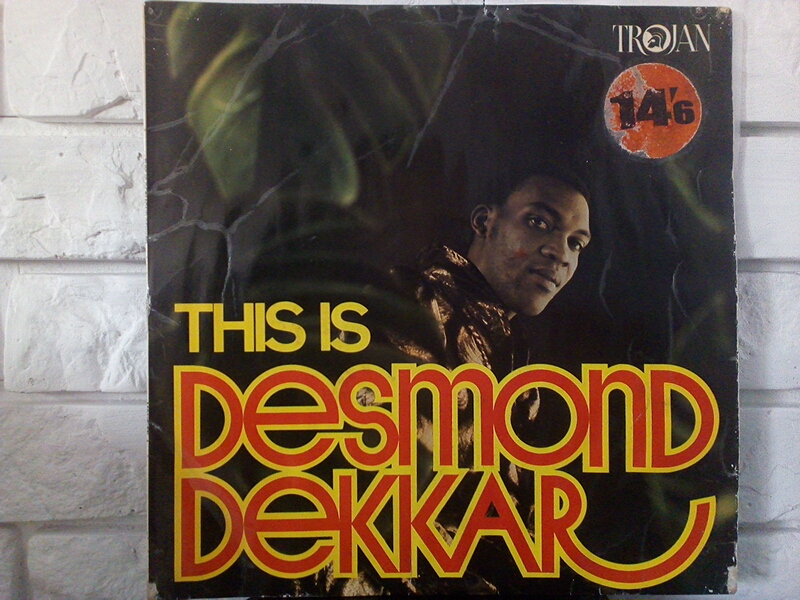 TROJAN
14'6
THIS IS
DESMOND
DEKKAR